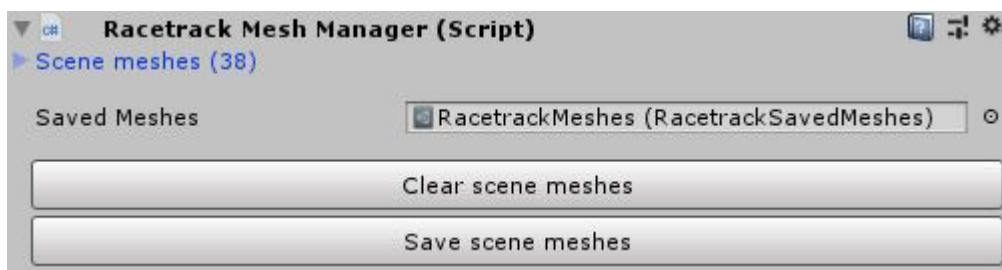 c# Racetrack Mesh Manager (Script)
Scene meshes (38)
Saved Meshes RacetrackMeshes (RacetrackSavedMeshes)
Clear scene meshes
Save scene meshes